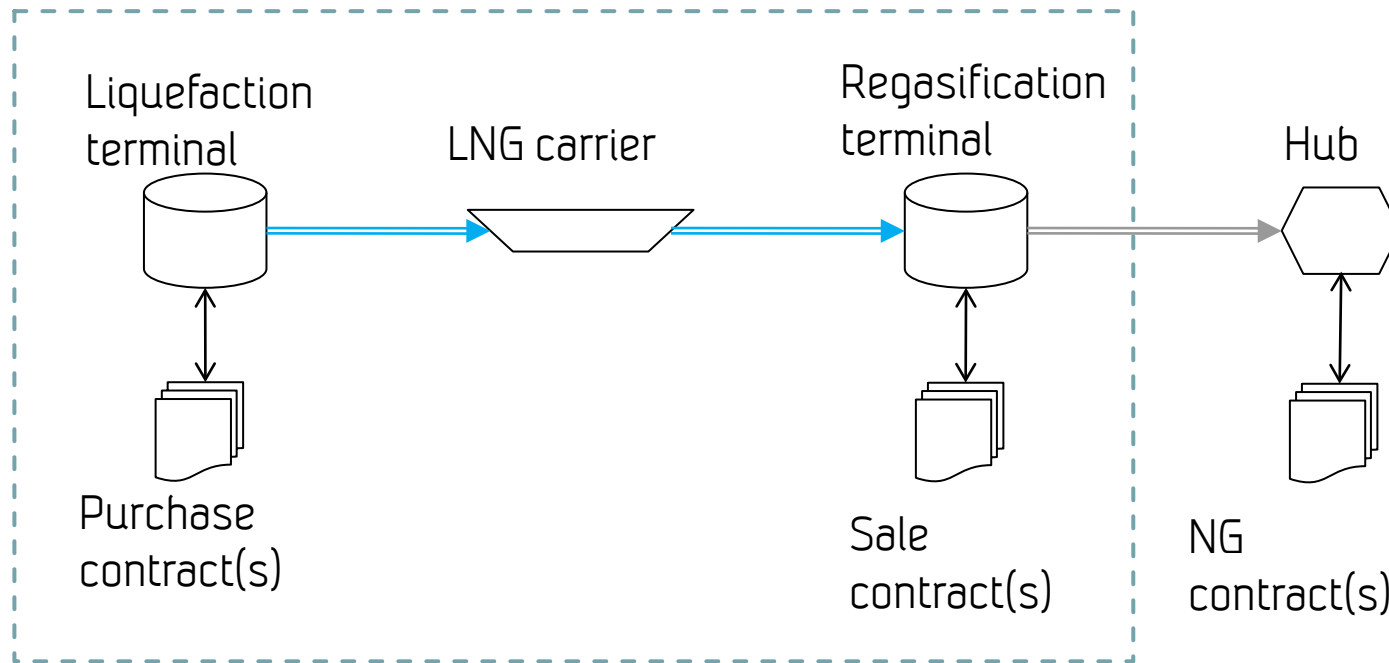 Liquefaction
terminal
LNG carrier
Regasification
terminal
Hub
Purchase
contract(s)
Sale
contract(s)
NG
contract(s)